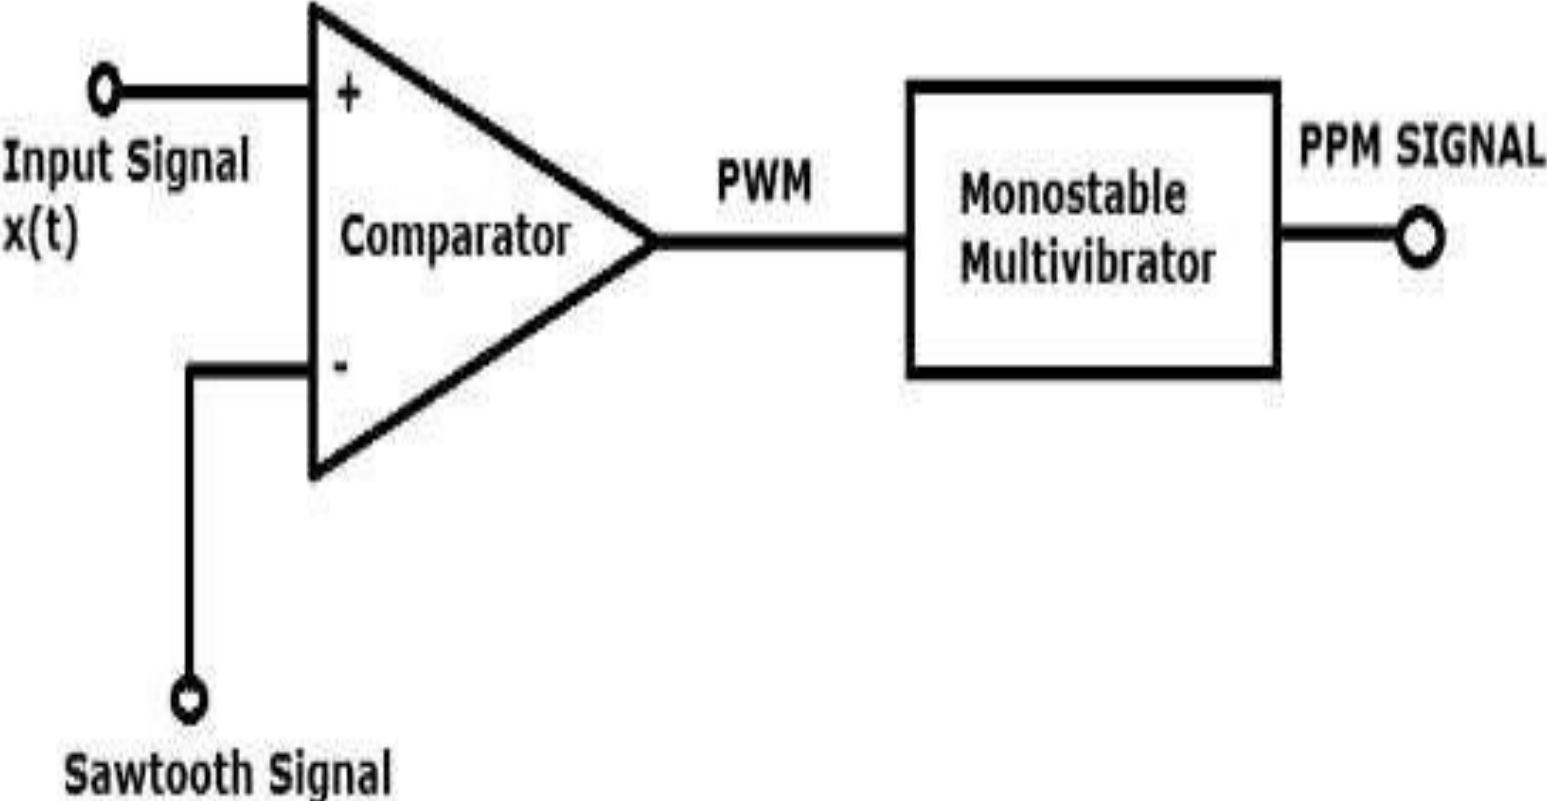 +
Input Signal
x(t)
Comparator
-
Sawtooth Signal
PWM
Monostable
Multivibrator
PPM SIGNAL